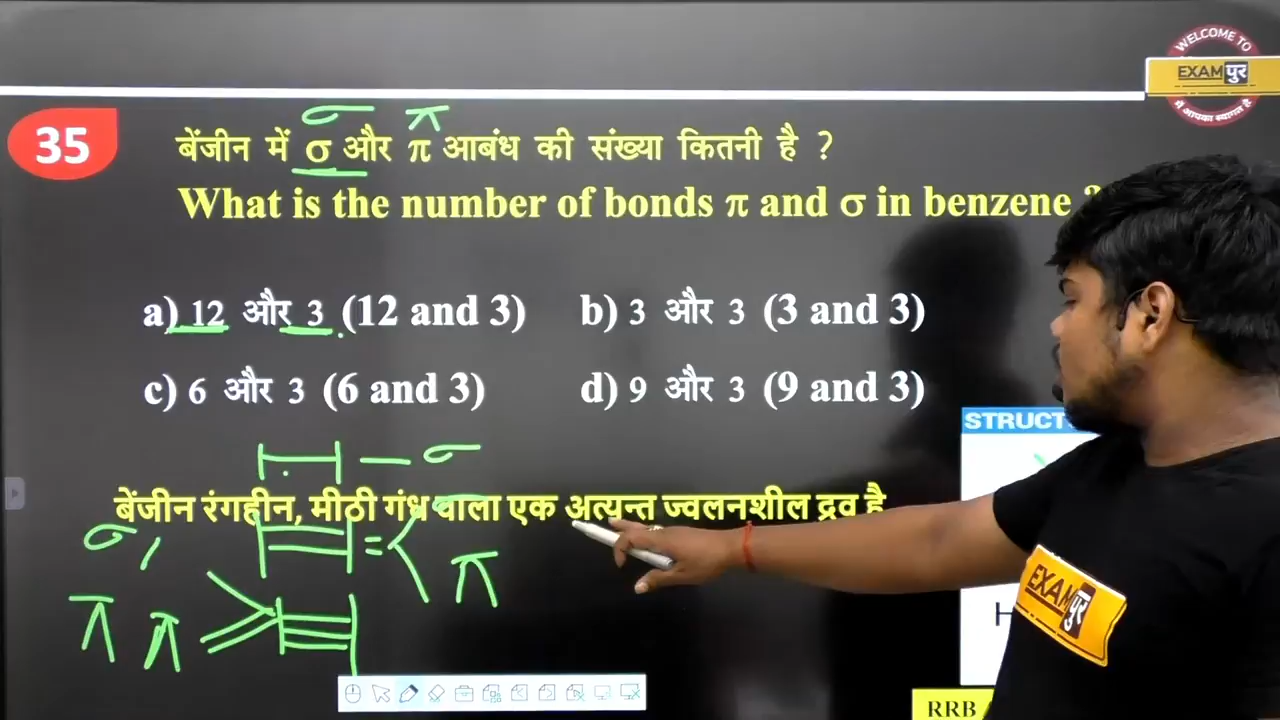 WELCOME TO
EXAMपुर
में आपका स्वागत है
35
σ π
बेंजीन में σ और π आबंध की संख्या कितनी है ?
What is the number of bonds π and σ in benzene ?
a) 12 और 3 (12 and 3) b) 3 और 3 (3 and 3)
c) 6 और 3 (6 and 3) d) 9 और 3 (9 and 3)
σ
बेंजीन रंगहीन, मीठी गंध वाला एक अत्यन्त ज्वलनशील द्रव है
σ, = σ
π
π π
H
EXAMपुर
RRB